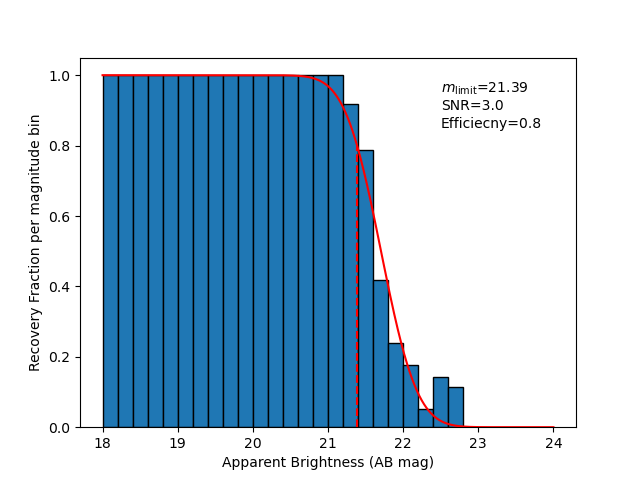 m_limit=21.39
SNR=3.0
Efficiecny=0.8
Recovery Fraction per magnitude bin
1.0
0.8
0.6
0.4
0.2
0.0
18 19 20 21 22 23 24
Apparent Brightness (AB mag)